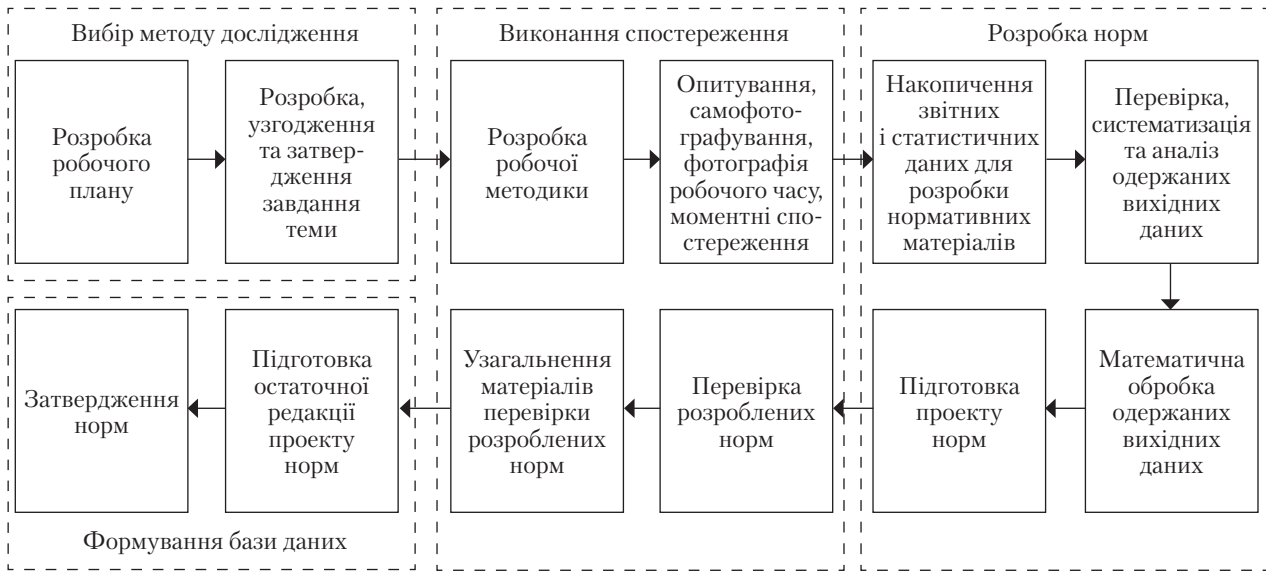 Вибір методу дослідження
Розробка
робочого
плану
Розробка,
узгодження
та затвер-
дження
завдання
теми
Виконання спостереження
Розробка
робочої
методики
Опитування,
самофото-
графування,
фотографія
робочого часу,
моментні спо-
стереження
Розробка норм
Накопичення
звітних
і статистичних
даних для
розробки
нормативних
матеріалів
Перевірка,
систематизація
та аналіз
одержаних
вихідних
даних
Математична
обробка
одержаних
вихідних
даних
Підготовка
проекту
норм
Перевірка
розроблених
норм
Узагальнення
матеріалів
перевірки
розроблених
норм
Підготовка
остаточної
редакції
проекту
норм
Затвердження
норм
Формування бази даних